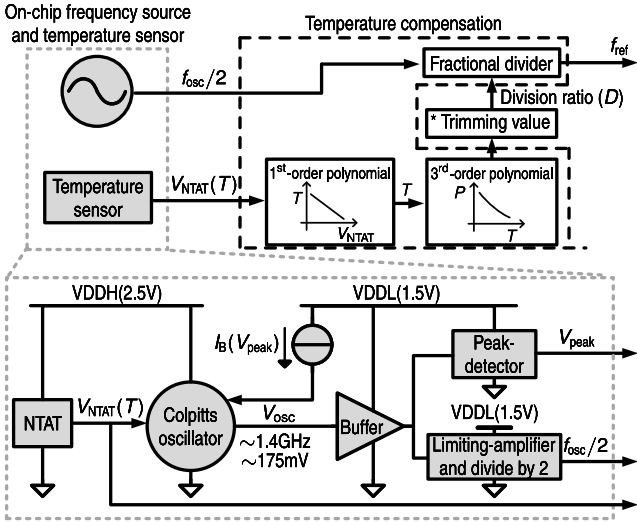 On-chip frequency source
and temperature sensor
Temperature compensation
fosc/2
Fractional divider
fref
Division ratio (D)
* Trimming value
Temperature
sensor
VNTAT(T)
1st-order polynomial
T
VNTAT
T
3rd-order polynomial
P
T
VDDH(2.5V)
VDDL(1.5V)
IB(Vpeak)
Peak-
detector
Vpeak
NTAT
VNTAT(T)
Colpitts
oscillator
Vosc
~1.4GHz
~175mV
Buffer
VDDL(1.5V)
Limiting-amplifier
and divide by 2
fosc/2